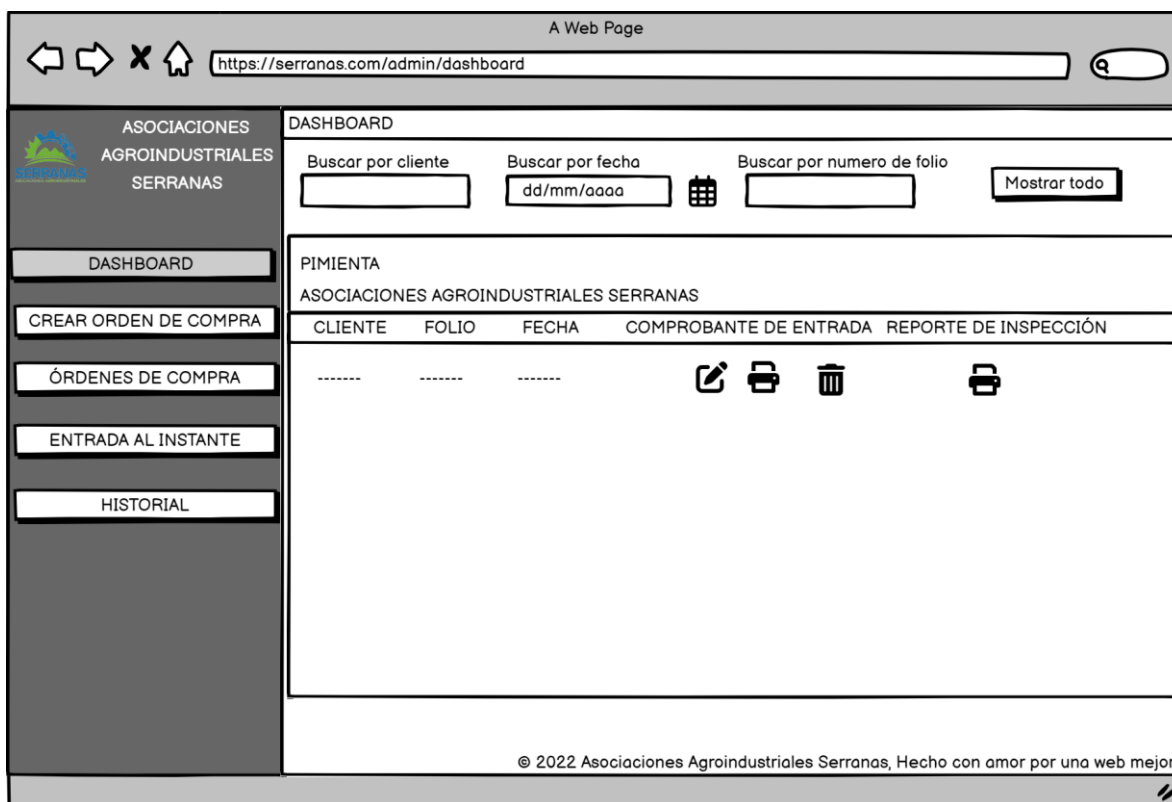 A Web Page
https://serranas.com/admin/dashboard
SERRANAS
ASOCIACIONES
AGROINDUSTRIALES
SERRANAS
DASHBOARD
CREAR ORDEN DE COMPRA
ÓRDENES DE COMPRA
ENTRADA AL INSTANTE
HISTORIAL
DASHBOARD
Buscar por cliente Buscar por fecha Buscar por numero de folio
dd/mm/aaaa Mostrar todo
PIMIENTA
ASOCIACIONES AGROINDUSTRIALES SERRANAS
CLIENTE FOLIO FECHA COMPROBANTE DE ENTRADA REPORTE DE INSPECCIÓN
------- ------- -------
© 2022 Asociaciones Agroindustriales Serranas, Hecho con amor por una web mejor